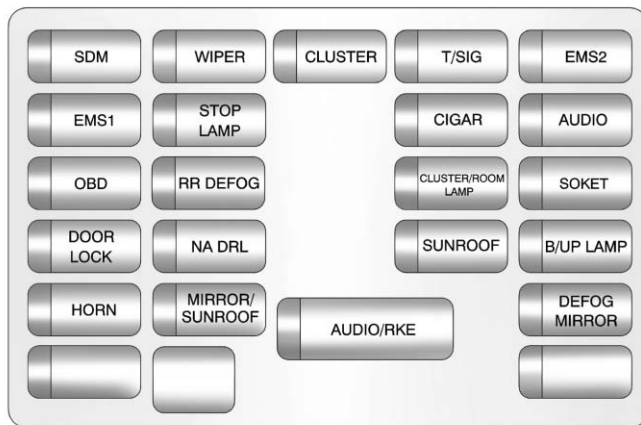 SDM
WIPER
CLUSTER
T/SIG
EMS2
EMS1
STOP
LAMP
CIGAR
AUDIO
OBD
RR DEFOG
CLUSTER/ROOM
LAMP
SOKET
DOOR
LOCK
NA DRL
SUNROOF
B/UP LAMP
HORN
MIRROR/
SUNROOF
AUDIO/RKE
DEFOG
MIRROR